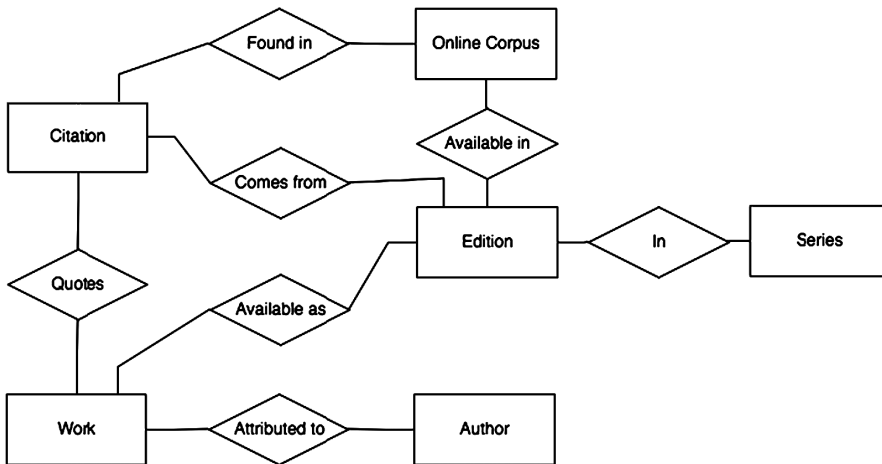 Found in
Online Corpus
Citation
Available in
Comes from
Edition
In
Series
Quotes
Available as
Work
Attributed to
Author